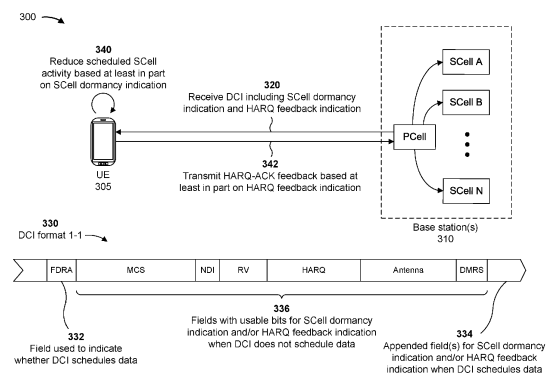 300
340
Reduce scheduled SCell
activity based at least in part
on SCell dormancy indication
320
Receive DCI including SCell dormancy
indication and HARQ feedback indication
SCell A
SCell B
PCell
SCell N
UE
305
342
Transmit HARQ-ACK feedback based at
least in part on HARQ feedback indication
Base station(s)
310
330
DCI format 1-1
FDRA
MCS
NDI
RV
HARQ
Antenna
DMRS
332
Field used to indicate
whether DCI schedules data
336
Fields with usable bits for SCell dormancy
indication and/or HARQ feedback indication
when DCI does not schedule data
334
Appended field(s) for SCell dormancy
indication and/or HARQ feedback
indication when DCI schedules data